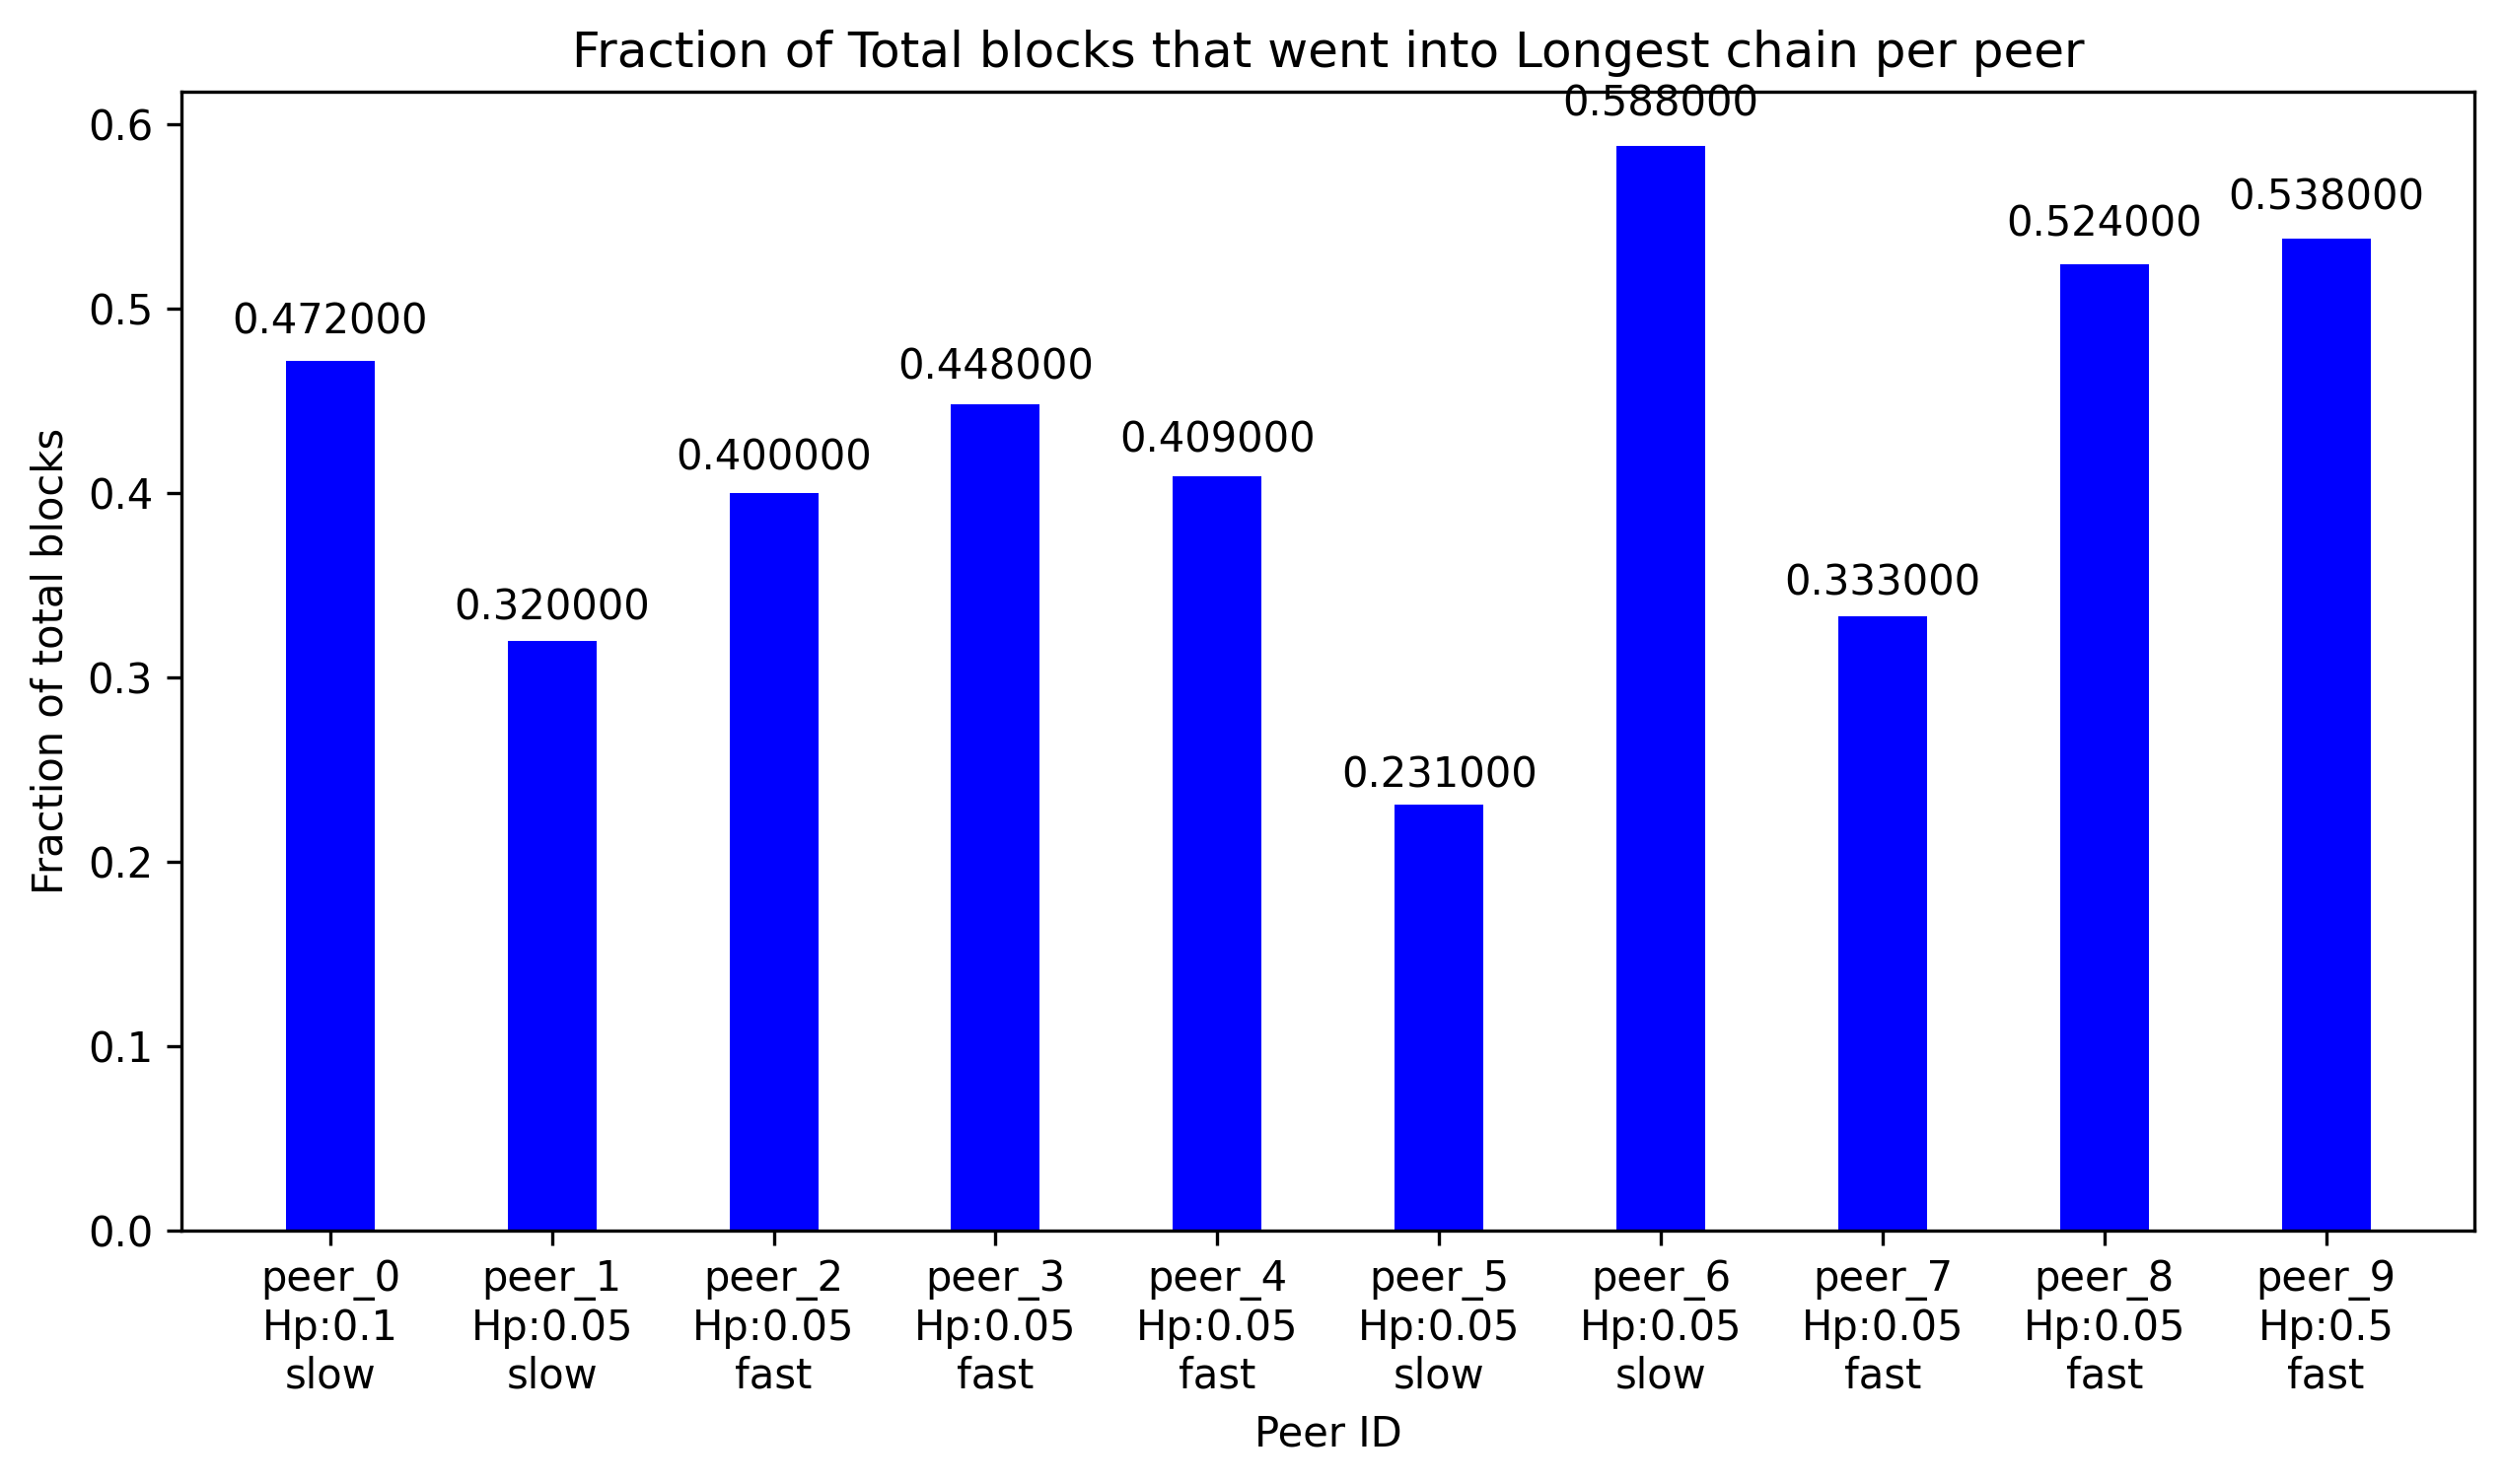 Fraction of Total blocks that went into Longest chain per peer
Fraction of total blocks
0.6
0.5
0.4
0.3
0.2
0.1
0.0
0.472000
0.320000
0.400000
0.448000
0.409000
0.231000
0.588000
0.333000
0.524000
0.538000
peer_0
Hp:0.1
slow
peer_1
Hp:0.05
slow
peer_2
Hp:0.05
fast
peer_3
Hp:0.05
fast
peer_4
Hp:0.05
fast
peer_5
Hp:0.05
slow
peer_6
Hp:0.05
slow
peer_7
Hp:0.05
fast
peer_8
Hp:0.05
fast
peer_9
Hp:0.5
fast
Peer ID